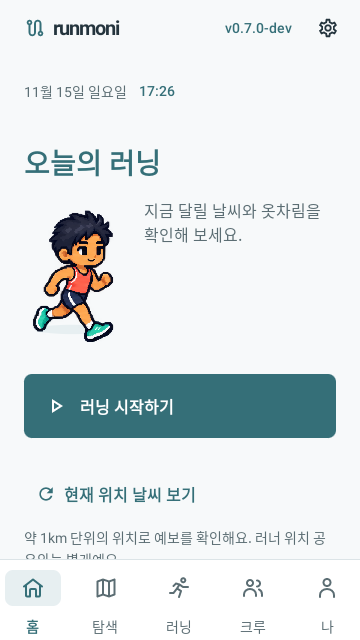 runmoni
v0.7.0-dev
11월 15일 일요일 17:26
오늘의 러닝
지금 달릴 날씨와 옷차림을
확인해 보세요.
러닝 시작하기
현재 위치 날씨 보기
약 1km 단위의 위치로 예보를 확인해요. 러너 위치 공
홈
탐색
러닝
크루
나